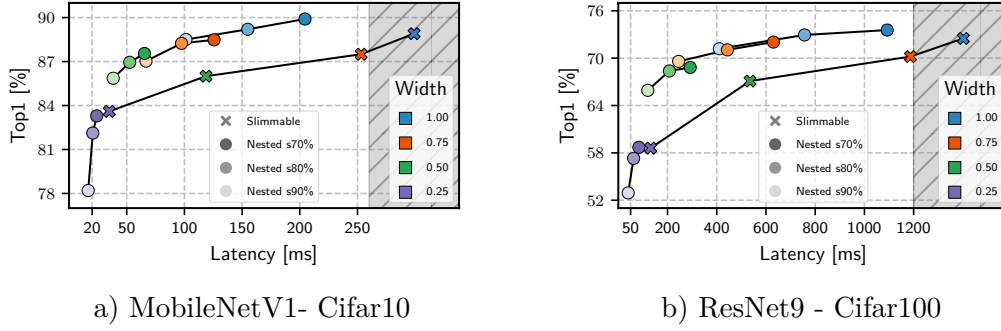 90
87
84
81
78
Top1 [%]
20
50
100
150
200
250
Latency [ms]
Slimmable
Nested s70%
Nested s80%
Nested s90%
Width
1.00
0.75
0.50
0.25
a) MobileNetV1- Cifar10
76
70
64
58
52
Top1 [%]
50
200
400
600
800
1000
1200
Latency [ms]
Slimmable
Nested s70%
Nested s80%
Nested s90%
Width
1.00
0.75
0.50
0.25
b) ResNet9 - Cifar100